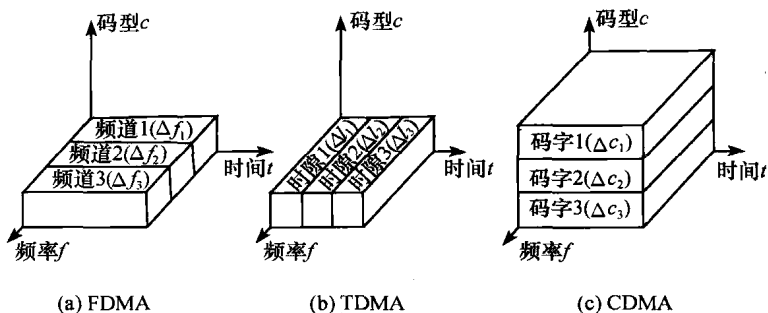 码型c
频道1(Δf₁)
频道2(Δf₂)
频道3(Δf₃)
时间t
频率f
(a) FDMA
码型c
时隙1(Δl₁)
时隙2(Δl₂)
时隙3(Δl₃)
时间t
频率f
(b) TDMA
码型c
码字1(Δc₁)
码字2(Δc₂)
码字3(Δc₃)
时间t
频率f
(c) CDMA